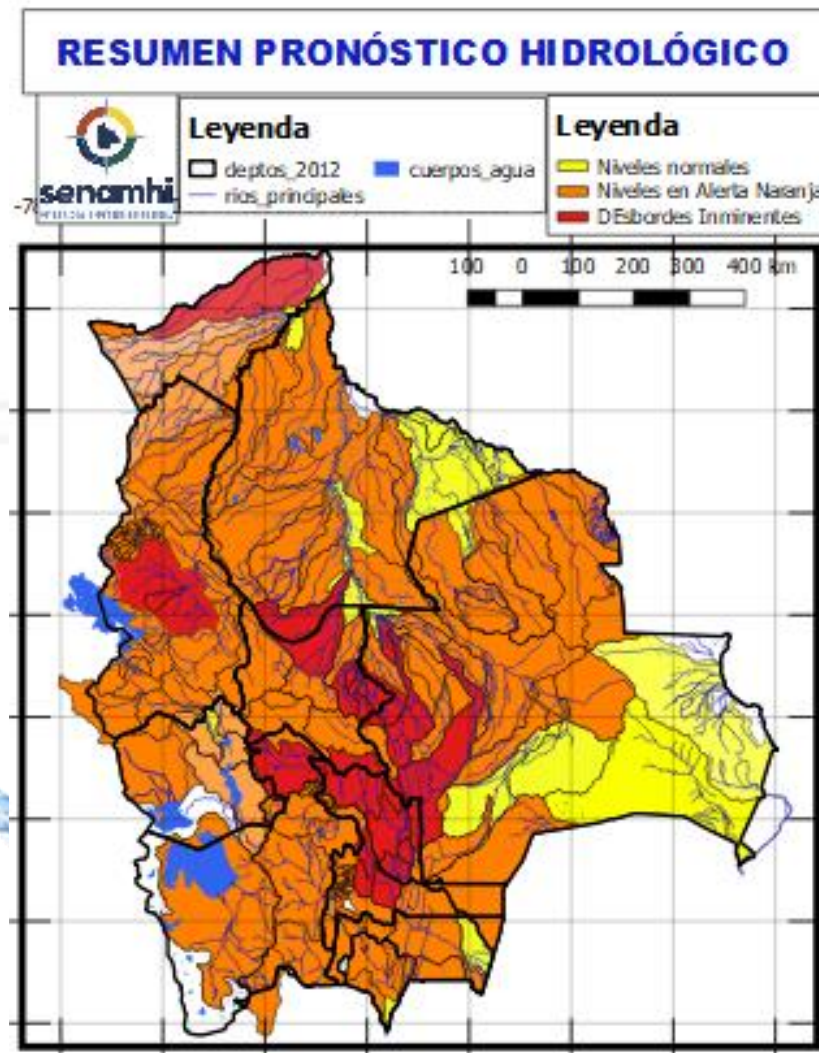 RESUMEN PRONÓSTICO HIDROLÓGICO
senamhi
Leyenda
deptos_2012
cuerpos_agua
rios_principales
Leyenda
Niveles normales
Niveles en Alerta Naranja
DEsbordes Inminentes
100 0 100 200 300 400 km